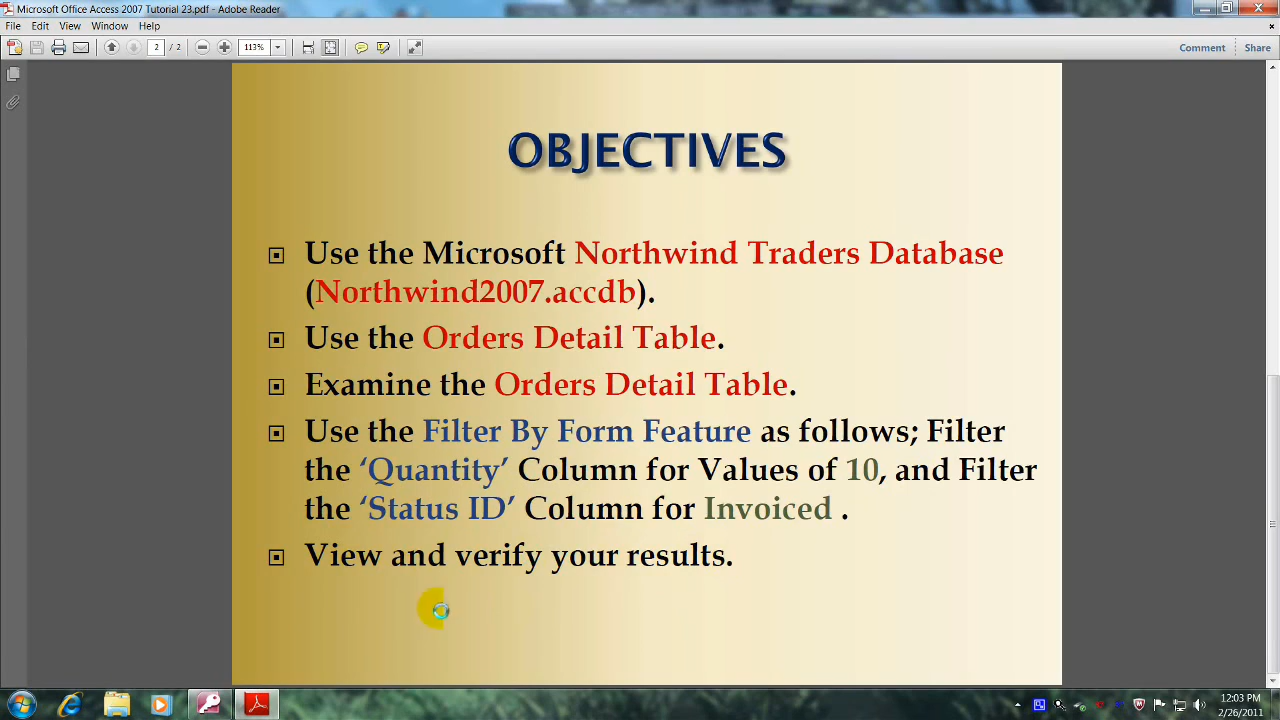 Microsoft Office Access 2007 Tutorial 23.pdf - Adobe Reader
File Edit View Window Help
2 / 2 113% Comment Share
OBJECTIVES
Use the Microsoft Northwind Traders Database
(Northwind2007.accdb).
Use the Orders Detail Table.
Examine the Orders Detail Table.
Use the Filter By Form Feature as follows; Filter
the ‘Quantity’ Column for Values of 10, and Filter
the ‘Status ID’ Column for Invoiced .
View and verify your results.
12:03 PM
2/26/2011